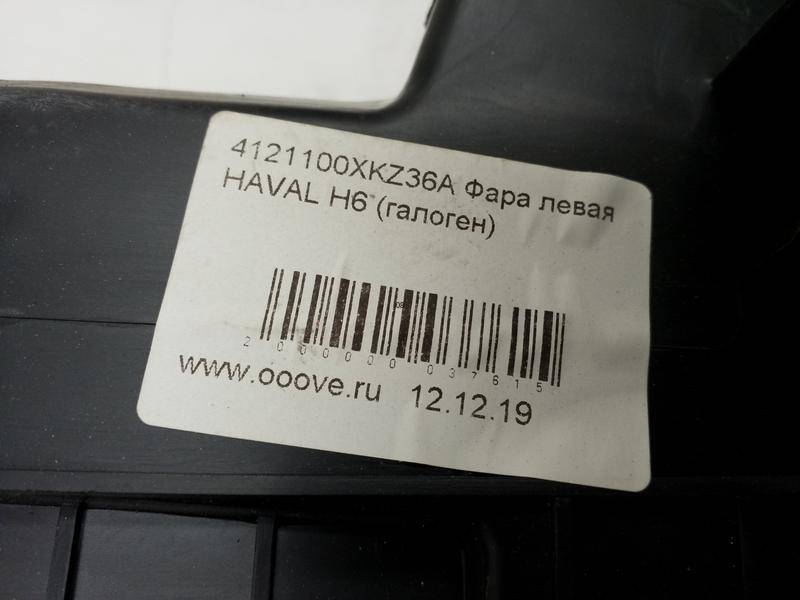 4121100XKZ36A Фара левая
HAVAL H6 (галоген)
2000000037615
www.ooove.ru 12.12.19